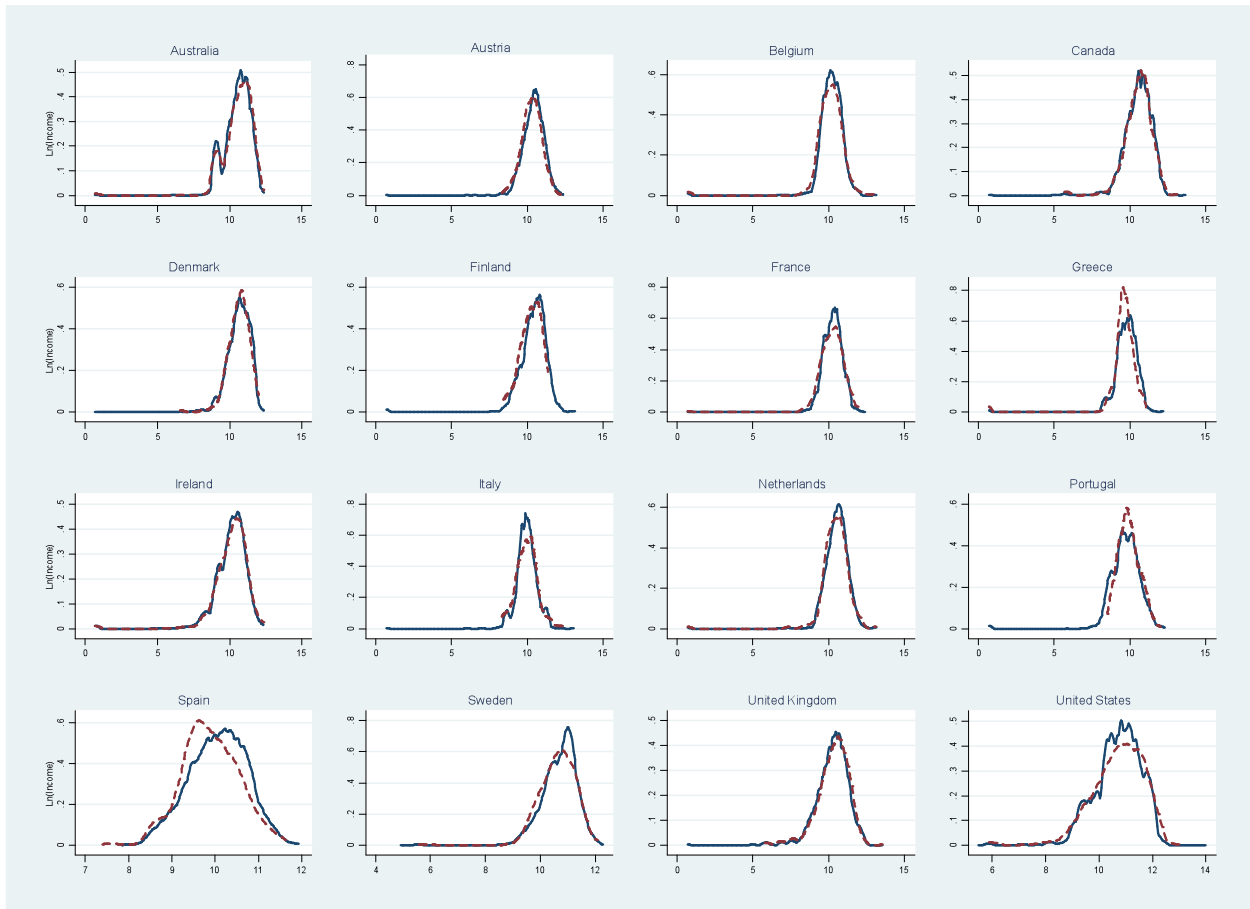 Australia Austria Belgium Canada
Ln(Income)
.5 .4 .3 .2 .1 0
.8 .6 .4 .2 0
.6 .4 .2 0
.5 .4 .3 .2 .1 0
0 5 10 15 0 5 10 15 0 5 10 15 0 5 10 15
Denmark Finland France Greece
Ln(Income)
.6 .4 .2 0
.6 .4 .2 0
.8 .6 .4 .2 0
.8 .6 .4 .2 0
0 5 10 15 0 5 10 15 0 5 10 15 0 5 10 15
Ireland Italy Netherlands Portugal
Ln(Income)
.5 .4 .3 .2 .1 0
.8 .6 .4 .2 0
.6 .4 .2 0
.6 .4 .2 0
0 5 10 15 0 5 10 15 0 5 10 15 0 5 10 15
Spain Sweden United Kingdom United States
Ln(Income)
.6 .4 .2 0
.8 .6 .4 .2 0
.5 .4 .3 .2 .1 0
.5 .4 .3 .2 .1 0
7 8 9 10 11 12 4 6 8 10 12 0 5 10 15 6 8 10 12 14